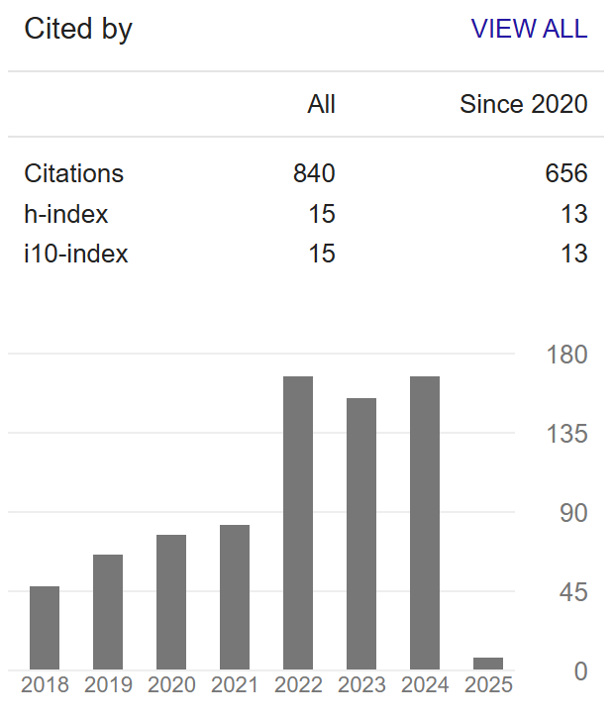 Cited by VIEW ALL
All Since 2020
Citations 840 656
h-index 15 13
i10-index 15 13
180
135
90
45
0
2018 2019 2020 2021 2022 2023 2024 2025